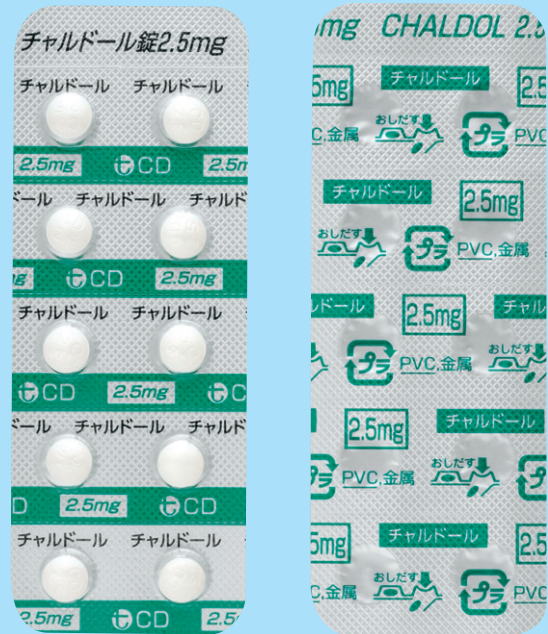 チャルドール錠2.5mg
チャルドール チャルドール
2.5mg CD 2.5m
ール チャルドール チャルド
mg CD 2.5mg
チャルドール チャルドール
CD 2.5mg CD
ール チャルドール チャルド
D 2.5mg CD
チャルドール チャルドール
2.5mg CD 2.5
mg CHALDOL 2.5
5mg チャルドール 2.5
おしだす
C,金属 プラ PVC
チャルドール 2.5mg
おしだす
プラ PVC,金属
ルドール 2.5mg チャル
おしだす
プラ PVC,金属
2.5mg チャルドール
おしだす
プラ PVC,金属 プラ
5mg チャルドール 2.5
おしだす
C,金属 プラ PVC